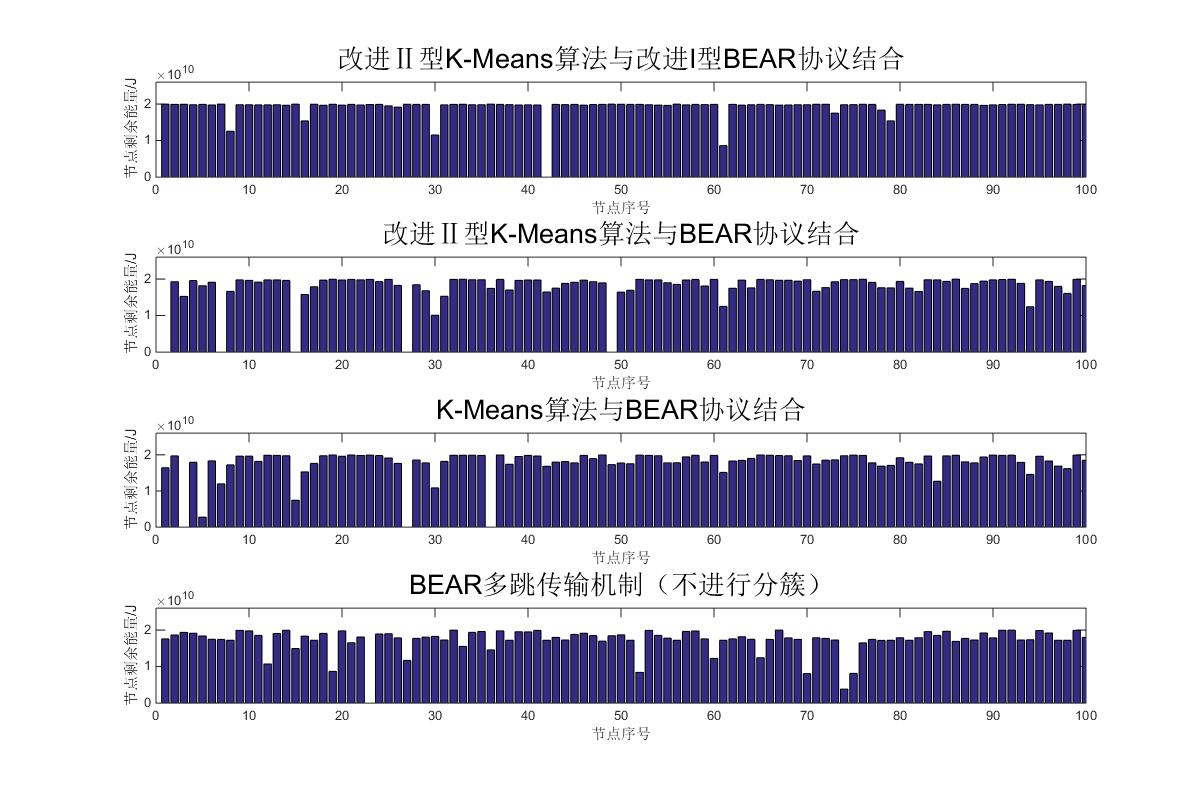 改进Ⅱ型K-Means算法与改进I型BEAR协议结合
×10^10
节点剩余能量/J
2
1
0
0 10 20 30 40 50 60 70 80 90 100
节点序号
改进Ⅱ型K-Means算法与BEAR协议结合
×10^10
节点剩余能量/J
2
1
0
0 10 20 30 40 50 60 70 80 90 100
节点序号
K-Means算法与BEAR协议结合
×10^10
节点剩余能量/J
2
1
0
0 10 20 30 40 50 60 70 80 90 100
节点序号
BEAR多跳传输机制（不进行分簇）
×10^10
节点剩余能量/J
2
1
0
0 10 20 30 40 50 60 70 80 90 100
节点序号